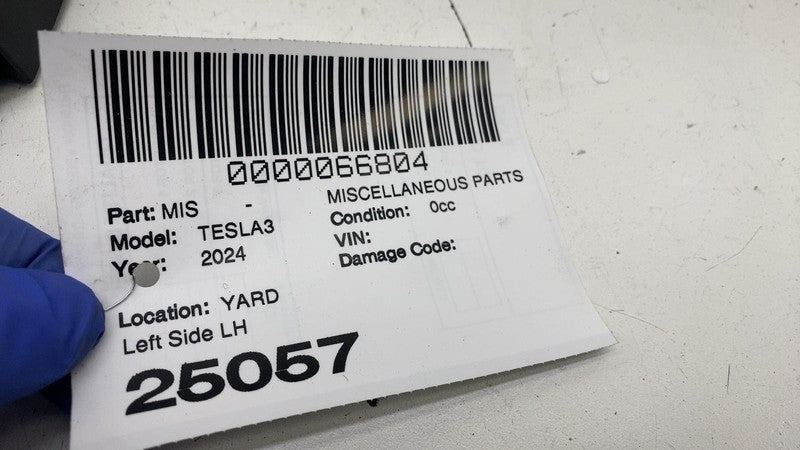 0000066804
Part: MIS -
MISCELLANEOUS PARTS
Model: TESLA3
Condition: 0cc
Year: 2024
VIN:
Damage Code:
Location: YARD
Left Side LH
25057